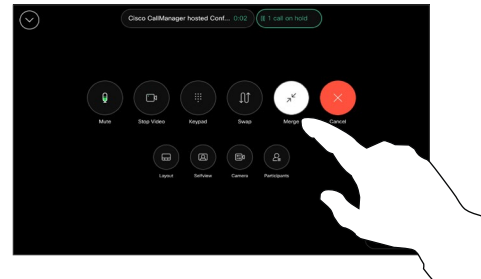 Cisco CallManager hosted Conf... 0:02
1 call on hold
Mute
Stop Video
Keypad
Swap
Merge
Cancel
Layout
Selfview
Camera
Participants